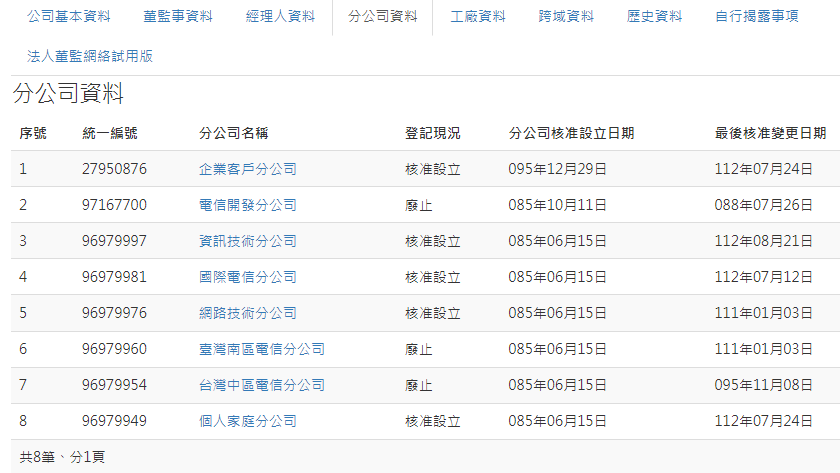 公司基本資料 董監事資料 經理人資料 分公司資料 工廠資料 跨域資料 歷史資料 自行揭露事項
法人董監網絡試用版
分公司資料
序號 統一編號 分公司名稱 登記現況 分公司核准設立日期 最後核准變更日期
1 27950876 企業客戶分公司 核准設立 095年12月29日 112年07月24日
2 97167700 電信開發分公司 廢止 085年10月11日 088年07月26日
3 96979997 資訊技術分公司 核准設立 085年06月15日 112年08月21日
4 96979981 國際電信分公司 核准設立 085年06月15日 112年07月12日
5 96979976 網路技術分公司 核准設立 085年06月15日 111年01月03日
6 96979960 臺灣南區電信分公司 廢止 085年06月15日 111年01月03日
7 96979954 台灣中區電信分公司 廢止 085年06月15日 095年11月08日
8 96979949 個人家庭分公司 核准設立 085年06月15日 112年07月24日
共8筆、分1頁